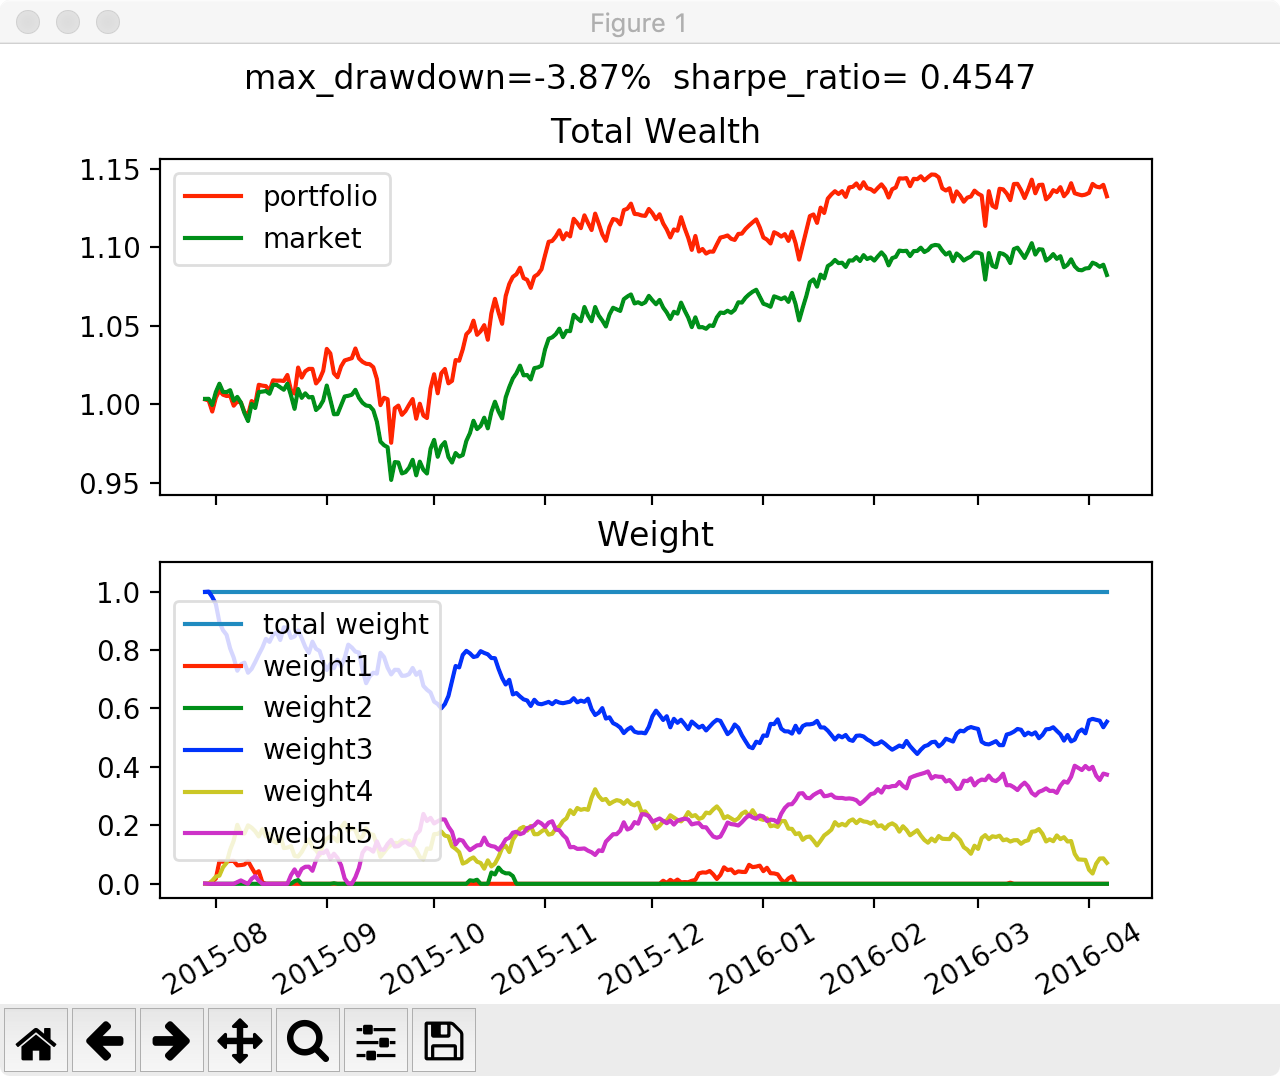 Figure 1
max_drawdown=-3.87% sharpe_ratio= 0.4547
Total Wealth
1.15
1.10
1.05
1.00
0.95
portfolio
market
Weight
1.0
0.8
0.6
0.4
0.2
0.0
total weight
weight1
weight2
weight3
weight4
weight5
2015-08
2015-09
2015-10
2015-11
2015-12
2016-01
2016-02
2016-03
2016-04